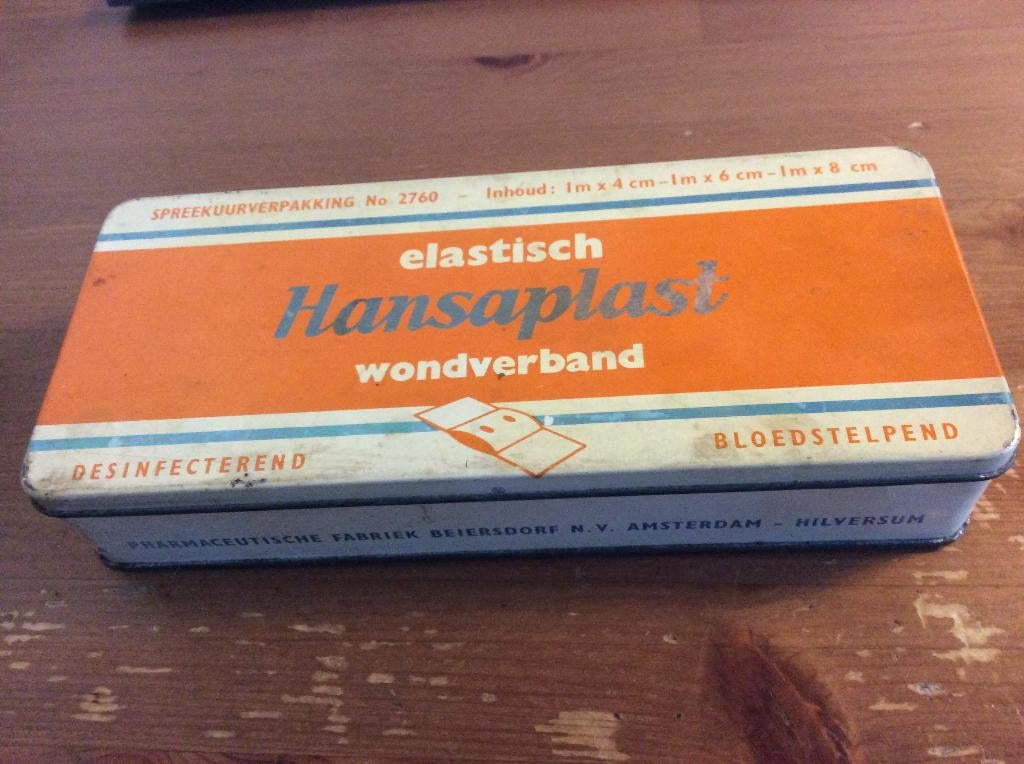 SPREEKUURVERPAKKING No 2760 – Inhoud: 1m x 4 cm–1m x 6 cm–1m x 8 cm
elastisch
Hansaplast
wondverband
DESINFECTEREND
BLOEDSTELPEND
PHARMACEUTISCHE FABRIEK BEIERSDORF N.V. AMSTERDAM – HILVERSUM